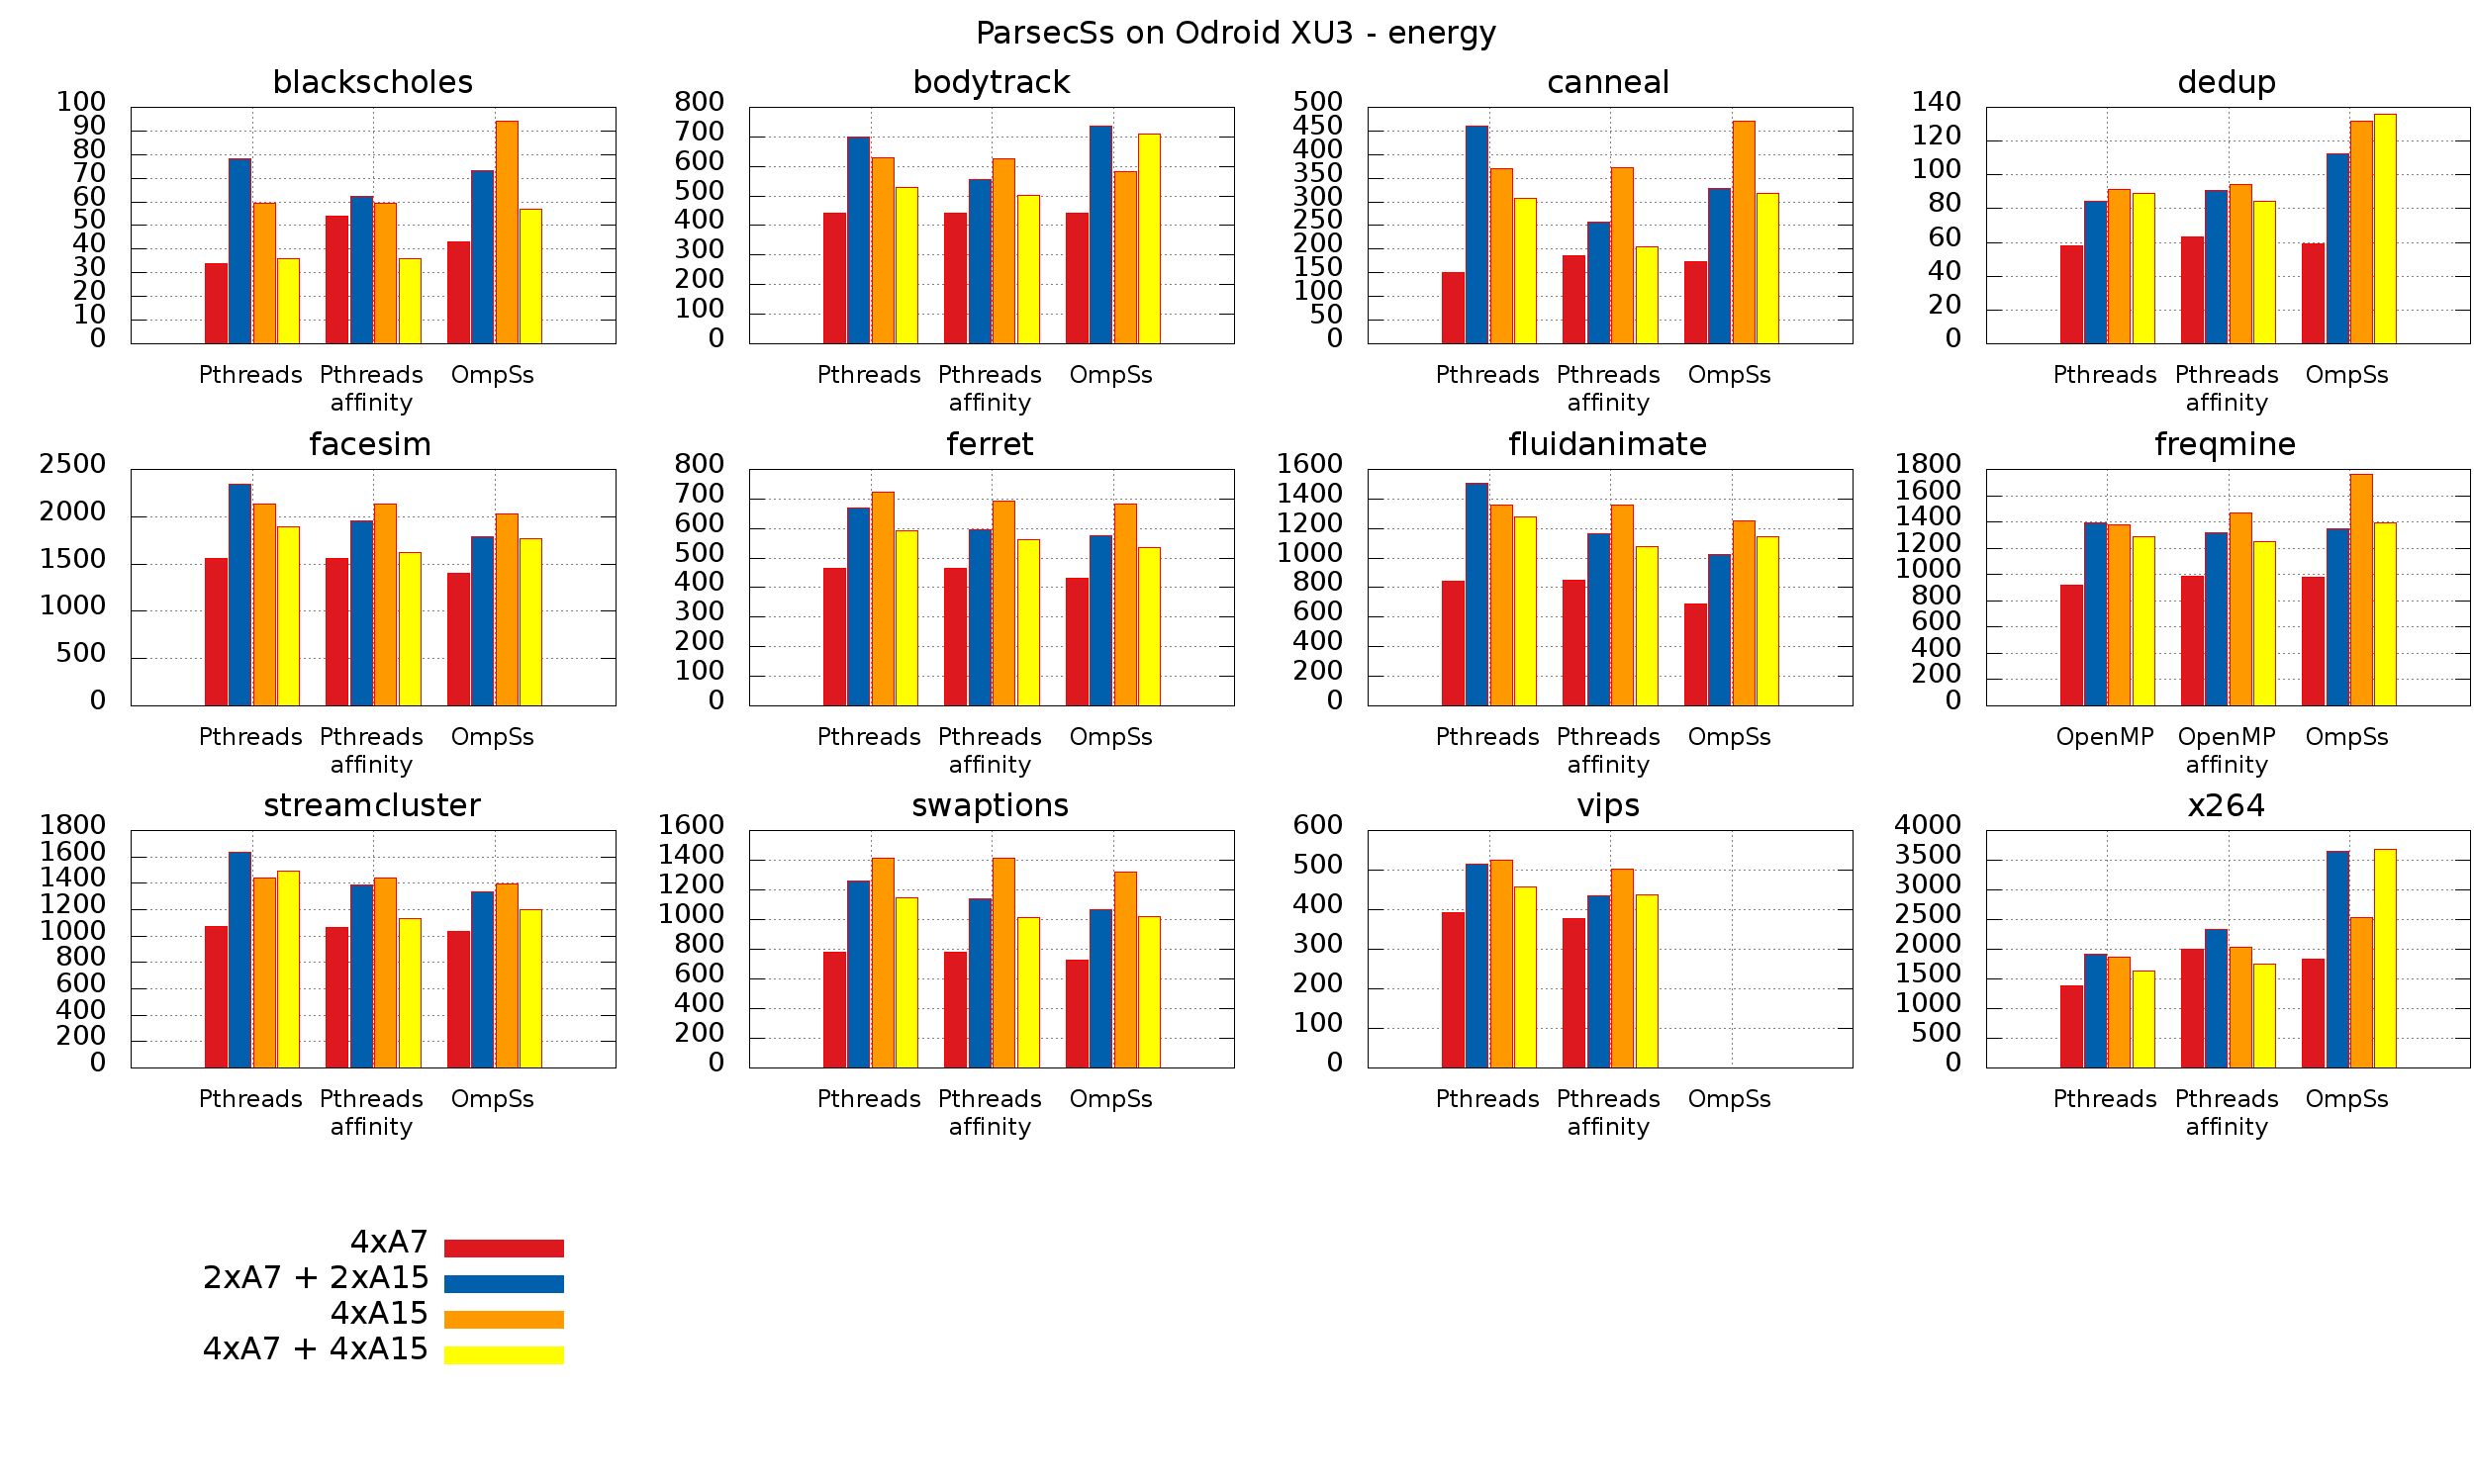 ParsecSs on Odroid XU3 - energy
blackscholes
100
90
80
70
60
50
40
30
20
10
0
Pthreads Pthreads OmpSs
affinity
bodytrack
800
700
600
500
400
300
200
100
0
Pthreads Pthreads OmpSs
affinity
canneal
500
450
400
350
300
250
200
150
100
50
0
Pthreads Pthreads OmpSs
affinity
dedup
140
120
100
80
60
40
20
0
Pthreads Pthreads OmpSs
affinity
facesim
2500
2000
1500
1000
500
0
Pthreads Pthreads OmpSs
affinity
ferret
800
700
600
500
400
300
200
100
0
Pthreads Pthreads OmpSs
affinity
fluidanimate
1600
1400
1200
1000
800
600
400
200
0
Pthreads Pthreads OmpSs
affinity
freqmine
1800
1600
1400
1200
1000
800
600
400
200
0
OpenMP OpenMP OmpSs
affinity
streamcluster
1800
1600
1400
1200
1000
800
600
400
200
0
Pthreads Pthreads OmpSs
affinity
swaptions
1600
1400
1200
1000
800
600
400
200
0
Pthreads Pthreads OmpSs
affinity
vips
600
500
400
300
200
100
0
Pthreads Pthreads OmpSs
affinity
x264
4000
3500
3000
2500
2000
1500
1000
500
0
Pthreads Pthreads OmpSs
affinity
4xA7
2xA7 + 2xA15
4xA15
4xA7 + 4xA15